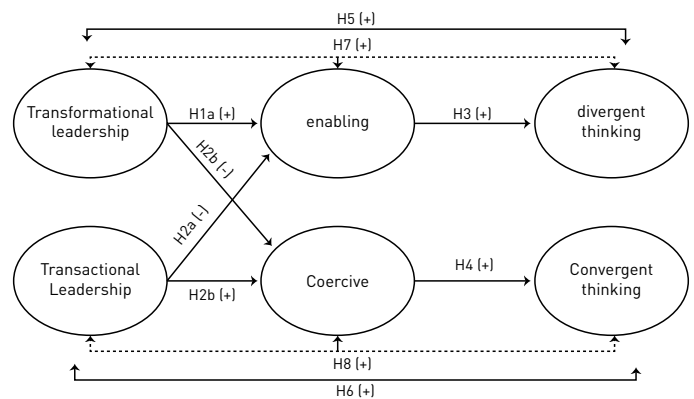 H5 (+)
H7 (+)
Transformational
leadership
H1a (+)
enabling
H3 (+)
divergent
thinking
H2b (-)
H2a (-)
Transactional
Leadership
H2b (+)
Coercive
H4 (+)
Convergent
thinking
H8 (+)
H6 (+)